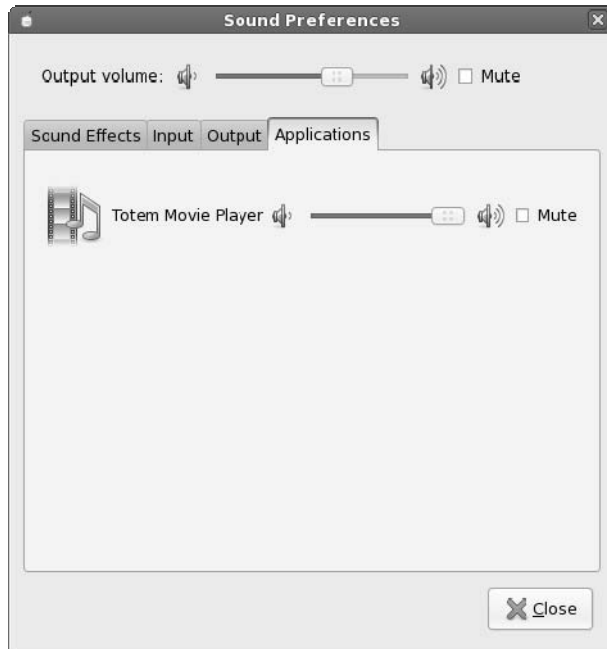 Sound Preferences
Output volume: Mute
Sound Effects Input Output Applications
Totem Movie Player Mute
Close